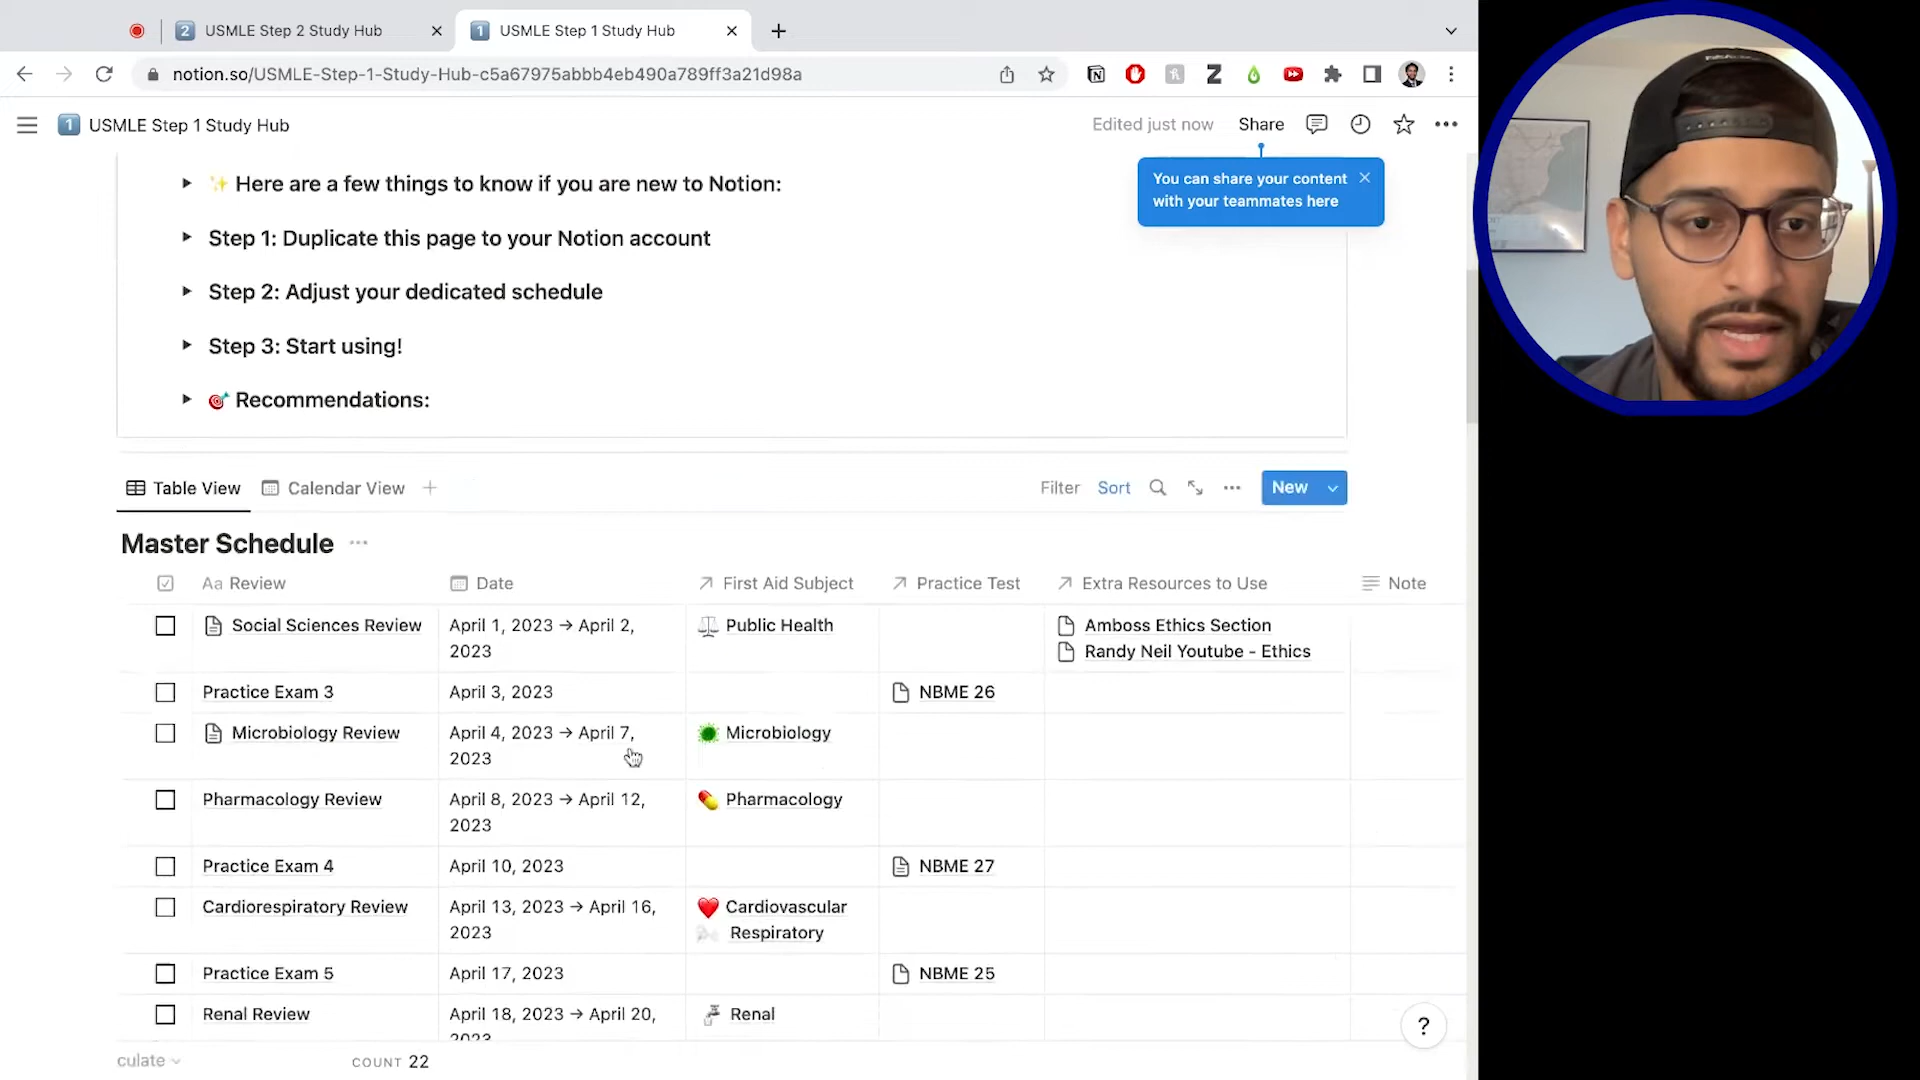 USMLE Step 2 Study Hub
USMLE Step 1 Study Hub
notion.so/USMLE-Step-1-Study-Hub-c5a67975abbb4eb490a789ff3a21d98a
USMLE Step 1 Study Hub
Edited just now
Share
You can share your content
with your teammates here
✨ Here are a few things to know if you are new to Notion:
Step 1: Duplicate this page to your Notion account
Step 2: Adjust your dedicated schedule
Step 3: Start using!
🎯 Recommendations:
Table View
Calendar View
Filter
Sort
New
Master Schedule
Aa Review
Date
First Aid Subject
Practice Test
Extra Resources to Use
Note
Social Sciences Review
April 1, 2023 → April 2,
2023
Public Health
Amboss Ethics Section
Randy Neil Youtube - Ethics
Practice Exam 3
April 3, 2023
NBME 26
Microbiology Review
April 4, 2023 → April 7,
2023
Microbiology
Pharmacology Review
April 8, 2023 → April 12,
2023
Pharmacology
Practice Exam 4
April 10, 2023
NBME 27
Cardiorespiratory Review
April 13, 2023 → April 16,
2023
Cardiovascular
Respiratory
Practice Exam 5
April 17, 2023
NBME 25
Renal Review
April 18, 2023 → April 20,
2023
Renal
?
culate
COUNT 22